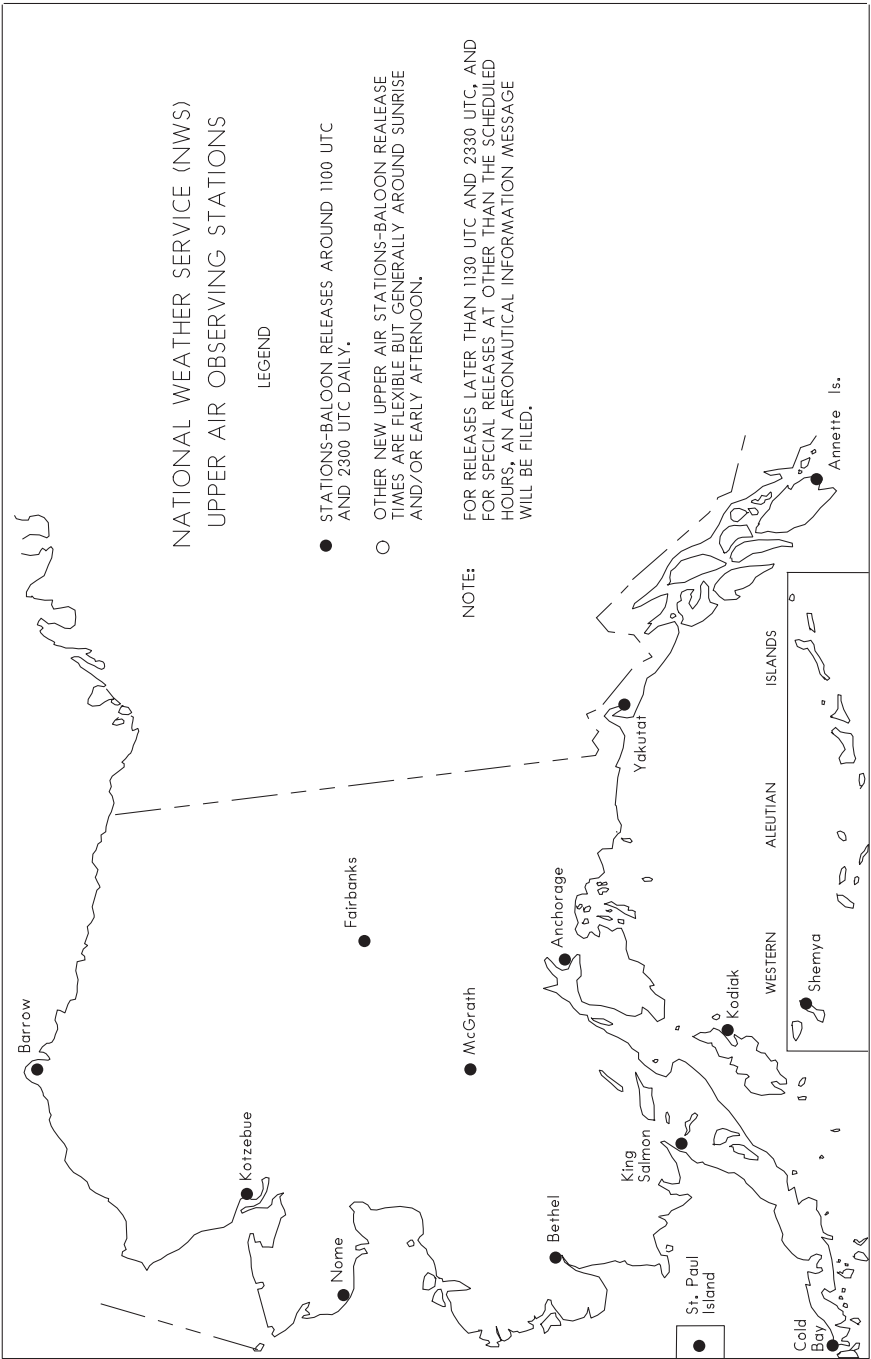 NATIONAL WEATHER SERVICE (NWS)
UPPER AIR OBSERVING STATIONS
LEGEND
STATIONS-BALOON RELEASES AROUND 1100 UTC
AND 2300 UTC DAILY.
OTHER NEW UPPER AIR STATIONS-BALOON REALEASE
TIMES ARE FLEXIBLE BUT GENERALLY AROUND SUNRISE
AND/OR EARLY AFTERNOON.
NOTE:
FOR RELEASES LATER THAN 1130 UTC AND 2330 UTC, AND
FOR SPECIAL RELEASES AT OTHER THAN THE SCHEDULED
HOURS, AN AERONAUTICAL INFORMATION MESSAGE
WILL BE FILED.
Barrow
Kotzebue
Nome
Fairbanks
McGrath
Bethel
Anchorage
Yakutat
King
Salmon
Kodiak
St. Paul
Island
Cold
Bay
Annette Is.
WESTERN ALEUTIAN ISLANDS
Shemya